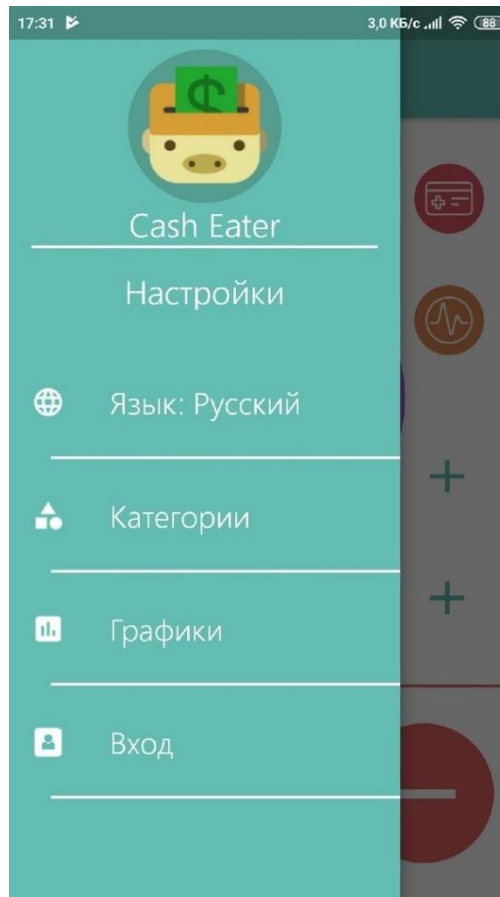 17:31 3,0 КБ/с 88
Cash Eater
Настройки
Язык: Русский
Категории
Графики
Вход